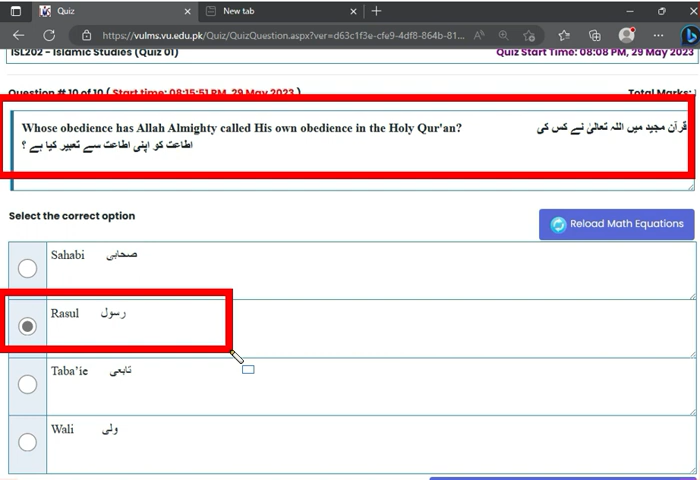 Quiz
New tab
https://vulms.vu.edu.pk/Quiz/QuizQuestion.aspx?ver=d63c1f3e-cfe9-4df8-864b-81...
ISL202 - Islamic Studies (Quiz 01)
Quiz Start Time: 08:08 PM, 29 May 2023
Question # 10 of 10 ( Start time: 08:15:51 PM, 29 May 2023 )
Total Marks: 1
Whose obedience has Allah Almighty called His own obedience in the Holy Qur'an? قرآن مجید میں اللہ تعالیٰ نے کس کی
اطاعت کو اپنی اطاعت سے تعبیر کیا ہے ؟
Select the correct option
Reload Math Equations
Sahabi صحابی
Rasul رسول
Taba'ie تابعی
Wali ولی